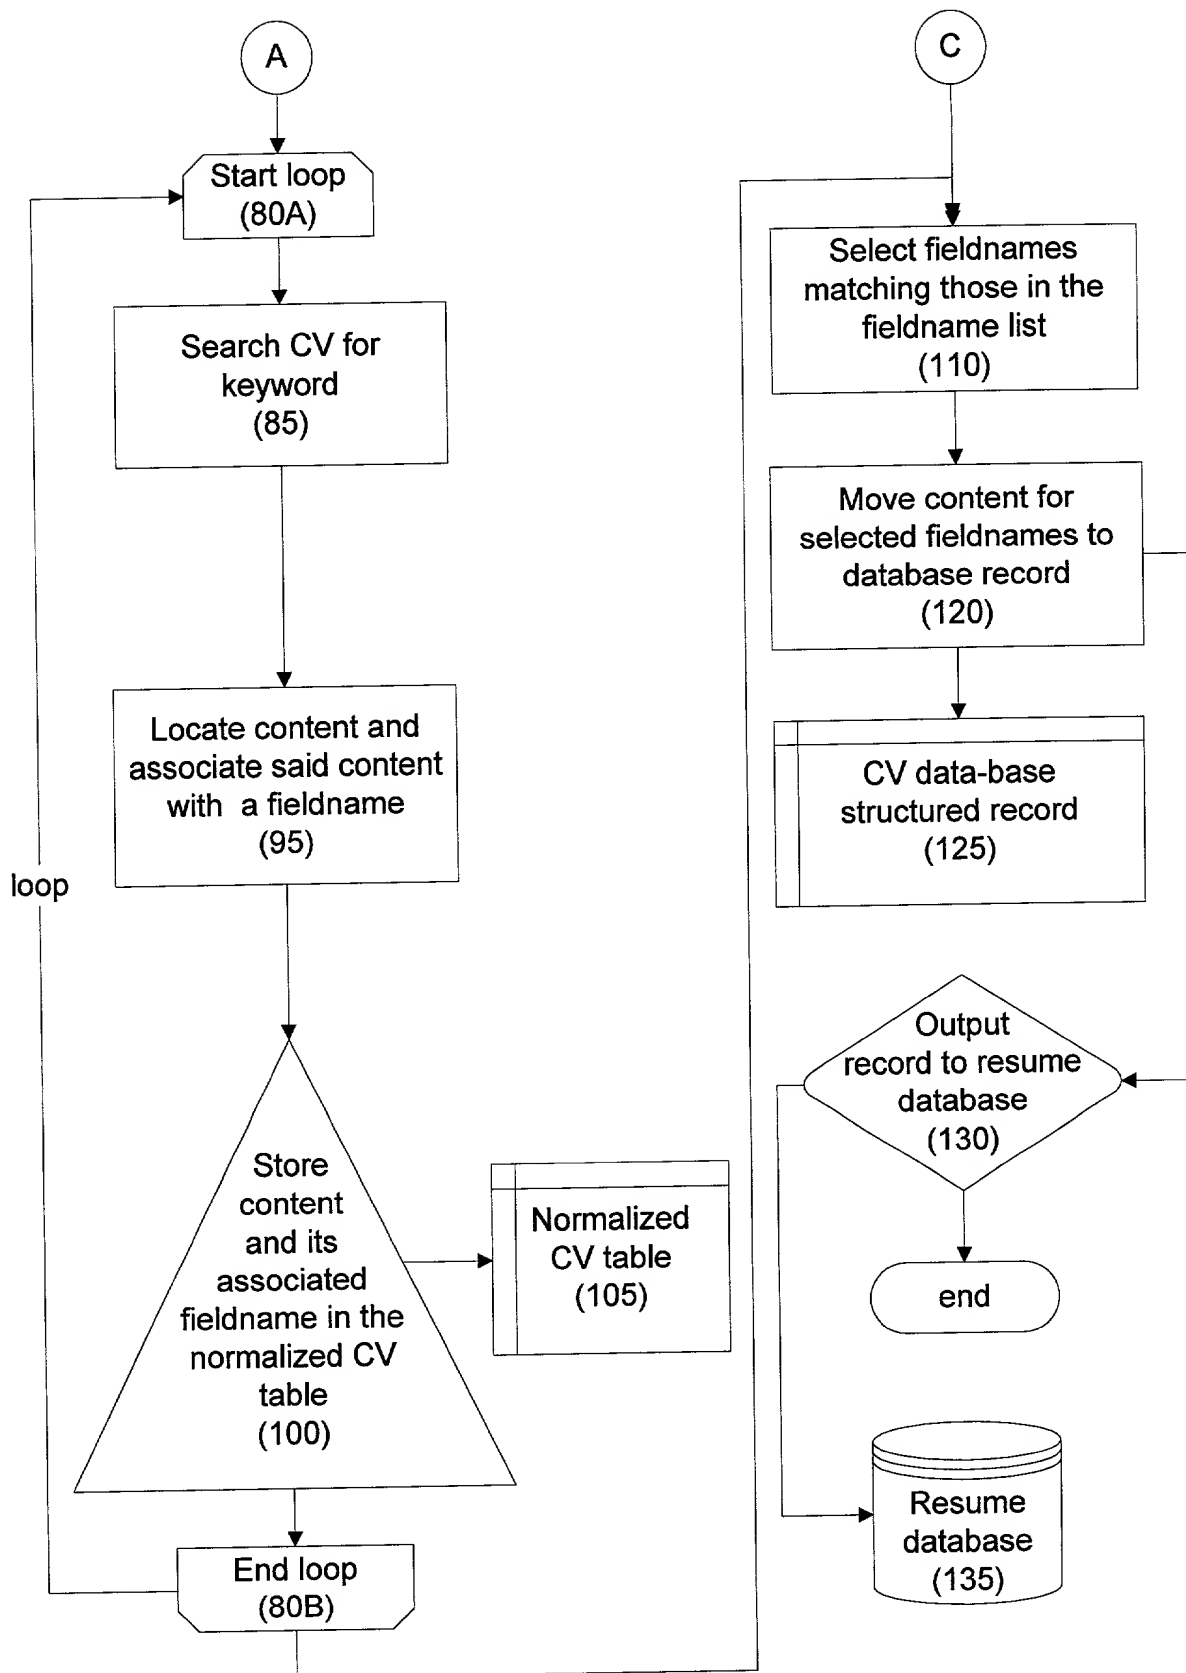 A
Start loop
(80A)
Search CV for
keyword
(85)
Locate content and
associate said content
with a fieldname
(95)
loop
Store
content
and its
associated
fieldname in the
normalized CV
table
(100)
Normalized
CV table
(105)
End loop
(80B)
C
Select fieldnames
matching those in the
fieldname list
(110)
Move content for
selected fieldnames to
database record
(120)
CV data-base
structured record
(125)
Output
record to resume
database
(130)
end
Resume
database
(135)